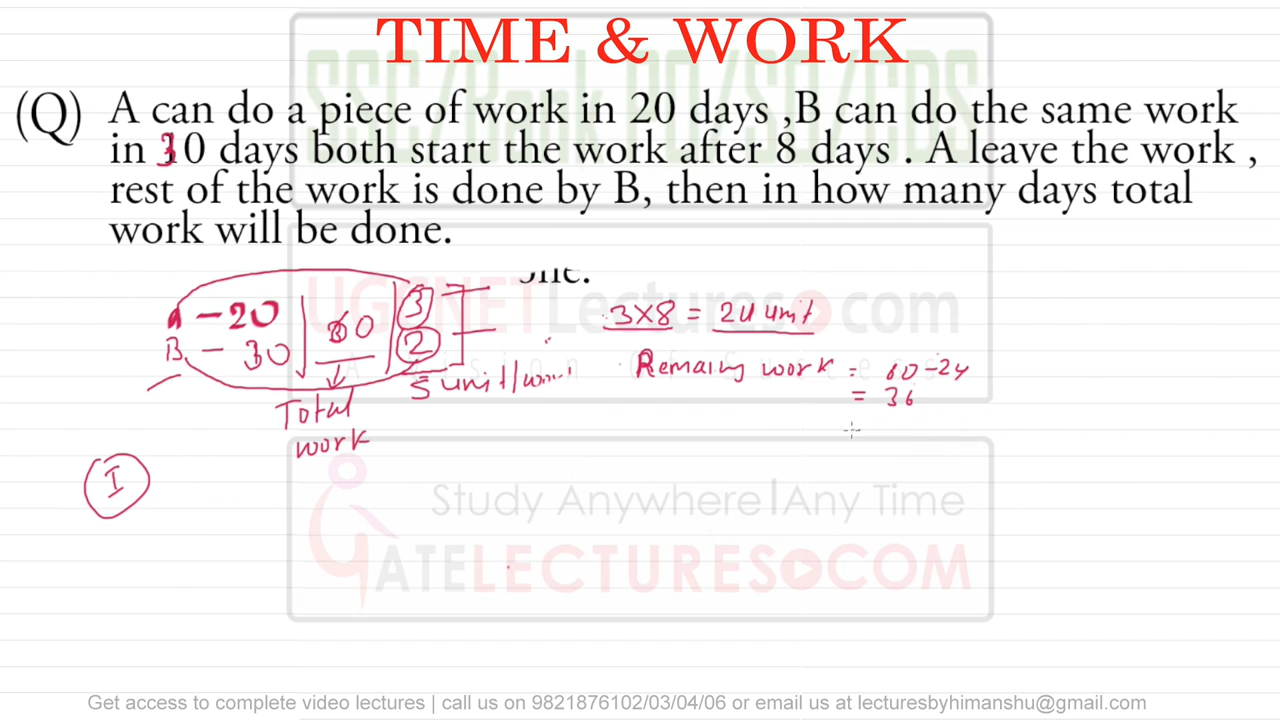 TIME & WORK
(Q) A can do a piece of work in 20 days ,B can do the same work
in 30 days both start the work after 8 days . A leave the work ,
rest of the work is done by B, then in how many days total
work will be done.
one.
A - 20 | 60 | 3
B - 30 | 2
5 unit/
Total
work
3x8 = 24 unit
Remaing work = 60-24
= 36
I
UGCNETLectures.com
Study Anywhere|Any Time
GATELECTURES.COM
Get access to complete video lectures | call us on 9821876102/03/04/06 or email us at lecturesbyhimanshu@gmail.com